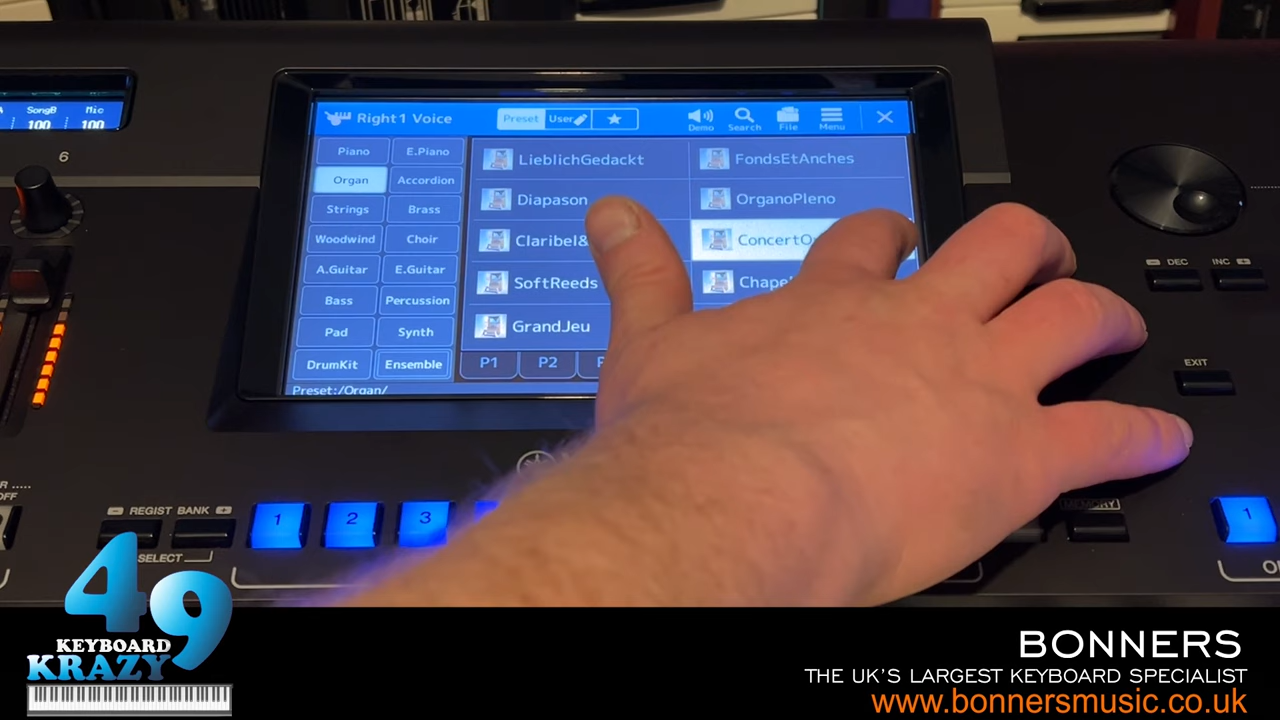 SongB Mic
100 100
6
Right1 Voice
Preset User
Demo Search File Menu
Piano E.Piano
Organ Accordion
Strings Brass
Woodwind Choir
A.Guitar E.Guitar
Bass Percussion
Pad Synth
DrumKit Ensemble
LieblichGedackt FondsEtAnches
Diapason OrganoPleno
Claribel&
SoftReeds
GrandJeu
P1 P2
Preset:/Organ/
DEC INC
EXIT
OFF
REGIST BANK
SELECT
1 2 3
MEMORY
1
49
KEYBOARD
KRAZY
BONNERS
THE UK'S LARGEST KEYBOARD SPECIALIST
www.bonnersmusic.co.uk